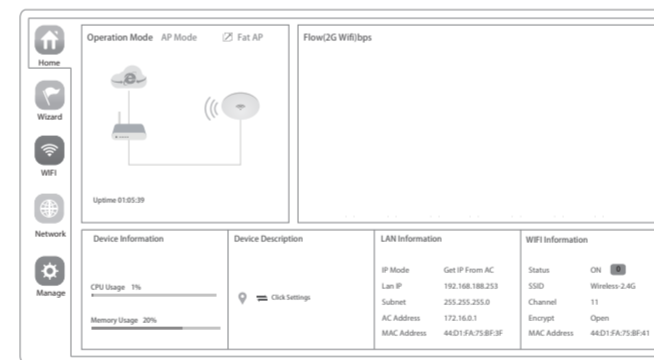 Home
Wizard
WIFI
Network
Manage
Operation Mode AP Mode Fat AP
Uptime 01:05:39
Flow(2G Wifi)bps
Device Information
CPU Usage 1%
Memory Usage 20%
Device Description
Click Settings
LAN Information
IP Mode Get IP From AC
Lan IP 192.168.188.253
Subnet 255.255.255.0
AC Address 172.16.0.1
MAC Address 44:D1:FA:75:BF:3F
WIFI Information
Status ON 0
SSID Wireless-2.4G
Channel 11
Encrypt Open
MAC Address 44:D1:FA:75:BF:41